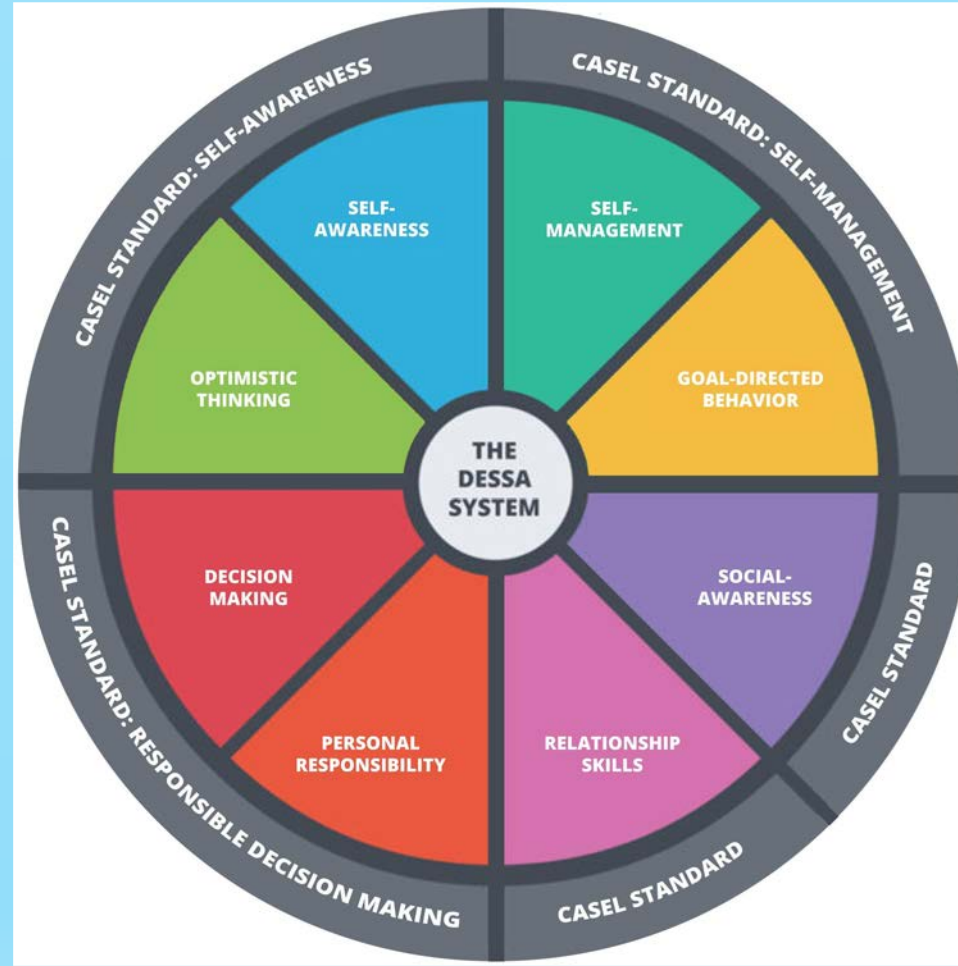 CASEL STANDARD: SELF-AWARENESS
CASEL STANDARD: SELF-MANAGEMENT
SELF-
AWARENESS
SELF-
MANAGEMENT
OPTIMISTIC
THINKING
GOAL-DIRECTED
BEHAVIOR
THE
DESSA
SYSTEM
DECISION
MAKING
SOCIAL-
AWARENESS
PERSONAL
RESPONSIBILITY
RELATIONSHIP
SKILLS
CASEL STANDARD: RESPONSIBLE DECISION MAKING
CASEL STANDARD
CASEL STANDARD